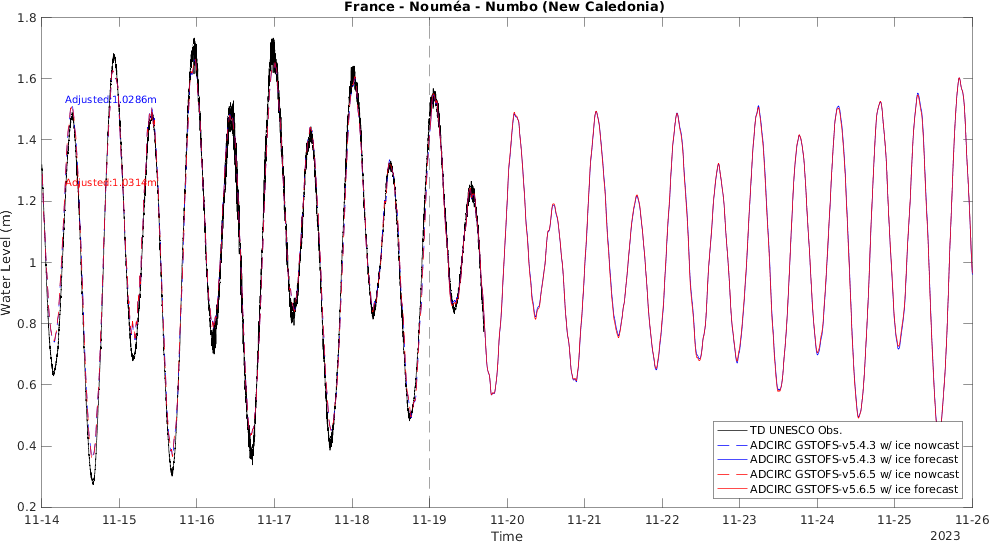 France - Nouméa - Numbo (New Caledonia)
1.8
1.6
1.4
1.2
1
0.8
0.6
0.4
0.2
Water Level (m)
Adjusted:1.0286m
Adjusted:1.0314m
TD UNESCO Obs.
ADCIRC GSTOFS-v5.4.3 w/ ice nowcast
ADCIRC GSTOFS-v5.4.3 w/ ice forecast
ADCIRC GSTOFS-v5.6.5 w/ ice nowcast
ADCIRC GSTOFS-v5.6.5 w/ ice forecast
11-14 11-15 11-16 11-17 11-18 11-19 11-20 11-21 11-22 11-23 11-24 11-25 11-26
Time
2023